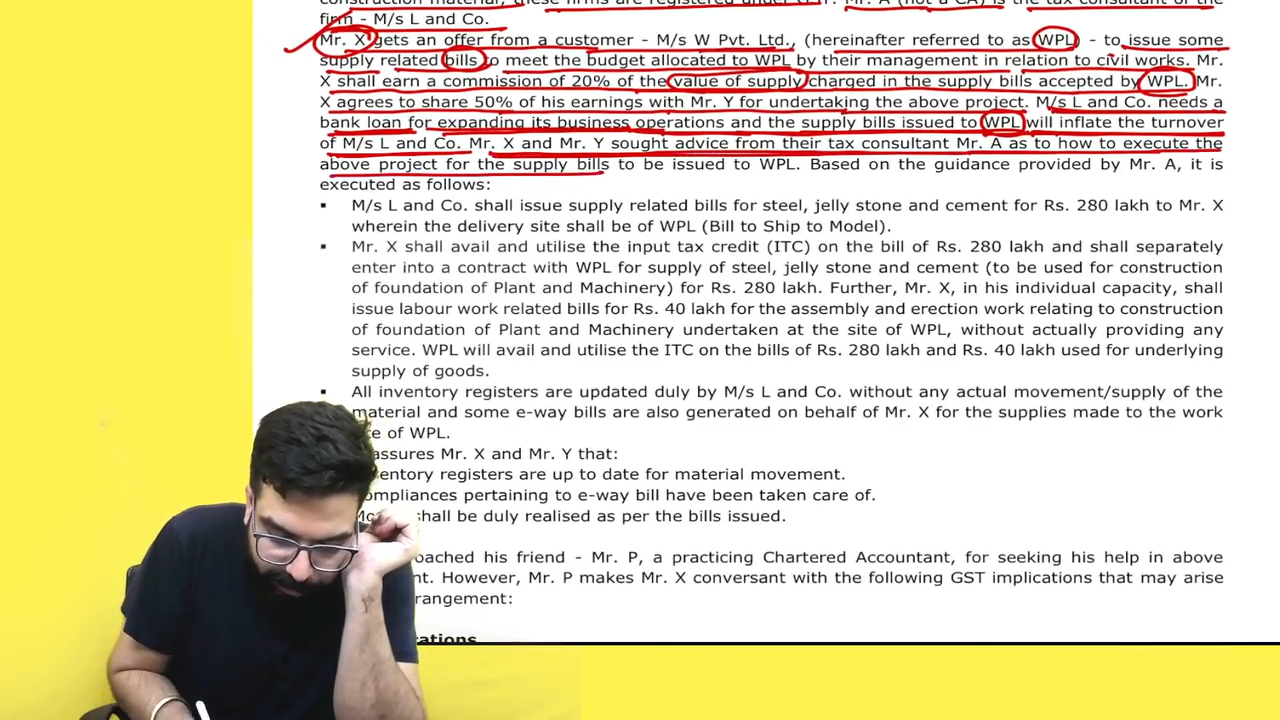 construction material, these firms are registered under GST. Mr. A (not a CA) is the tax consultant of the
firm - M/s L and Co.
Mr. X gets an offer from a customer - M/s W Pvt. Ltd., (hereinafter referred to as WPL) - to issue some
supply related bills to meet the budget allocated to WPL by their management in relation to civil works. Mr.
X shall earn a commission of 20% of the value of supply charged in the supply bills accepted by WPL. Mr.
X agrees to share 50% of his earnings with Mr. Y for undertaking the above project. M/s L and Co. needs a
bank loan for expanding its business operations and the supply bills issued to WPL will inflate the turnover
of M/s L and Co. Mr. X and Mr. Y sought advice from their tax consultant Mr. A as to how to execute the
above project for the supply bills to be issued to WPL. Based on the guidance provided by Mr. A, it is
executed as follows:
▪ M/s L and Co. shall issue supply related bills for steel, jelly stone and cement for Rs. 280 lakh to Mr. X
wherein the delivery site shall be of WPL (Bill to Ship to Model).
▪ Mr. X shall avail and utilise the input tax credit (ITC) on the bill of Rs. 280 lakh and shall separately
enter into a contract with WPL for supply of steel, jelly stone and cement (to be used for construction
of foundation of Plant and Machinery) for Rs. 280 lakh. Further, Mr. X, in his individual capacity, shall
issue labour work related bills for Rs. 40 lakh for the assembly and erection work relating to construction
of foundation of Plant and Machinery undertaken at the site of WPL, without actually providing any
service. WPL will avail and utilise the ITC on the bills of Rs. 280 lakh and Rs. 40 lakh used for underlying
supply of goods.
▪ All inventory registers are updated duly by M/s L and Co. without any actual movement/supply of the
material and some e-way bills are also generated on behalf of Mr. X for the supplies made to the work
of WPL.
assures Mr. X and Mr. Y that:
registers are up to date for material movement.
pertaining to e-way bill have been taken care of.
shall be duly realised as per the bills issued.
his friend - Mr. P, a practicing Chartered Accountant, for seeking his help in above
However, Mr. P makes Mr. X conversant with the following GST implications that may arise